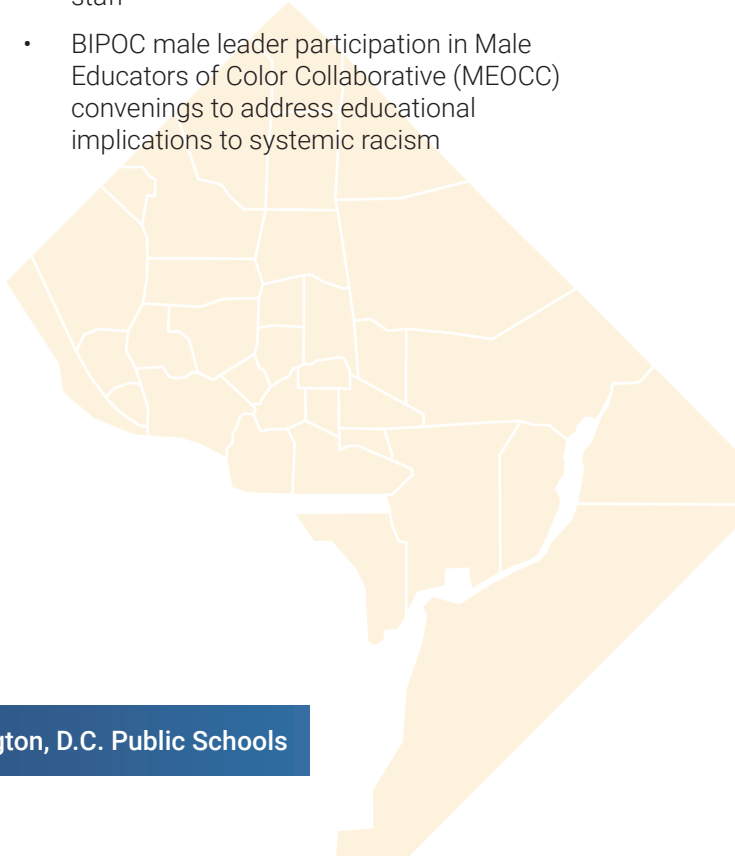 staff
• BIPOC male leader participation in Male
Educators of Color Collaborative (MEOCC)
convenings to address educational
implications to systemic racism
gton, D.C. Public Schools